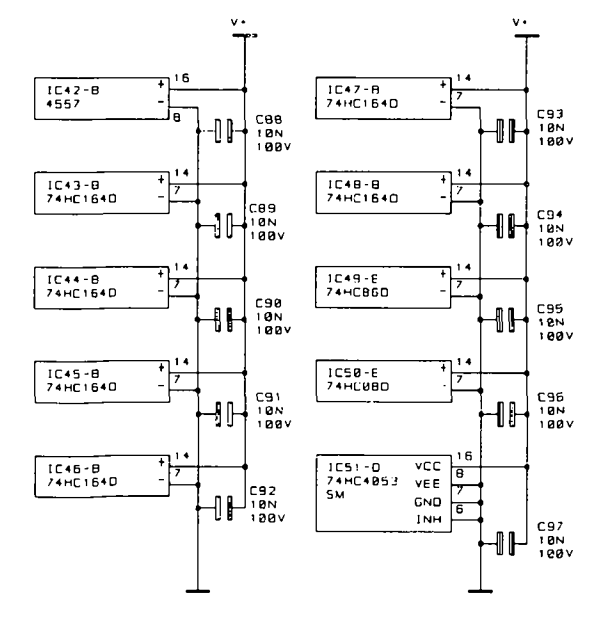 V+
IC42-B
4557
+
-
16
8
C88
10N
100V
IC43-B
74HC164D
+
-
14
7
C89
10N
100V
IC44-B
74HC164D
+
-
14
7
C90
10N
100V
IC45-B
74HC164D
+
-
14
7
C91
10N
100V
IC46-B
74HC164D
+
-
14
7
C92
10N
100V
V+
IC47-B
74HC164D
+
-
14
7
C93
10N
100V
IC48-B
74HC164D
+
-
14
7
C94
10N
100V
IC49-E
74HC86D
+
-
14
7
C95
10N
100V
IC50-E
74HC08D
+
-
14
7
C96
10N
100V
IC51-D
74HC4053
SM
VCC
VEE
GND
INH
16
8
7
6
C97
10N
100V